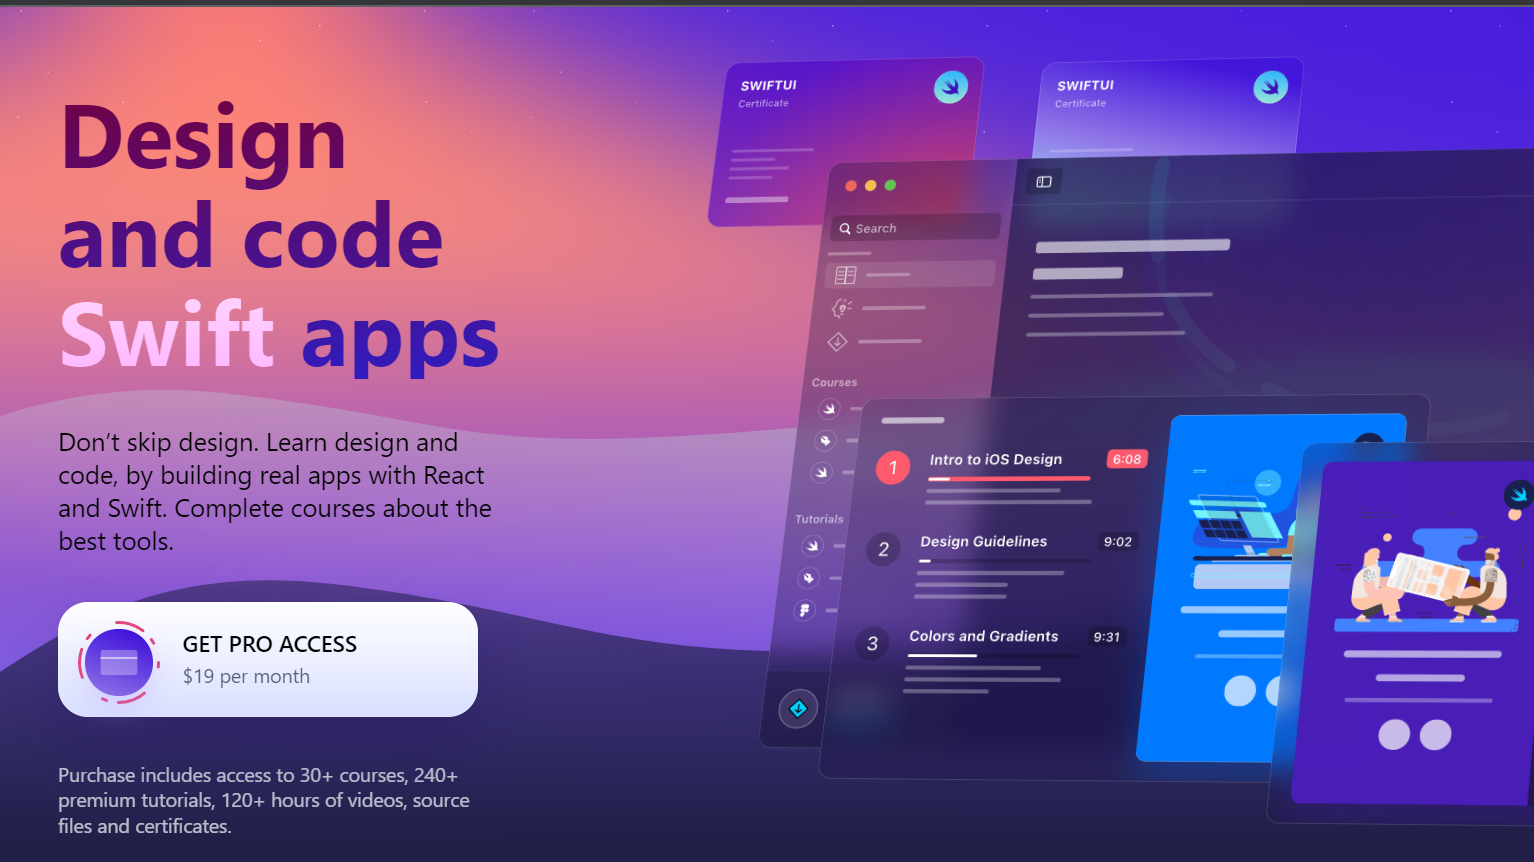 Design
and code
Swift apps
Don’t skip design. Learn design and
code, by building real apps with React
and Swift. Complete courses about the
best tools.
GET PRO ACCESS
$19 per month
Purchase includes access to 30+ courses, 240+
premium tutorials, 120+ hours of videos, source
files and certificates.
SWIFTUI
Certificate
SWIFTUI
Certificate
Search
Courses
Tutorials
1 Intro to iOS Design 6:08
2 Design Guidelines 9:02
3 Colors and Gradients 9:31